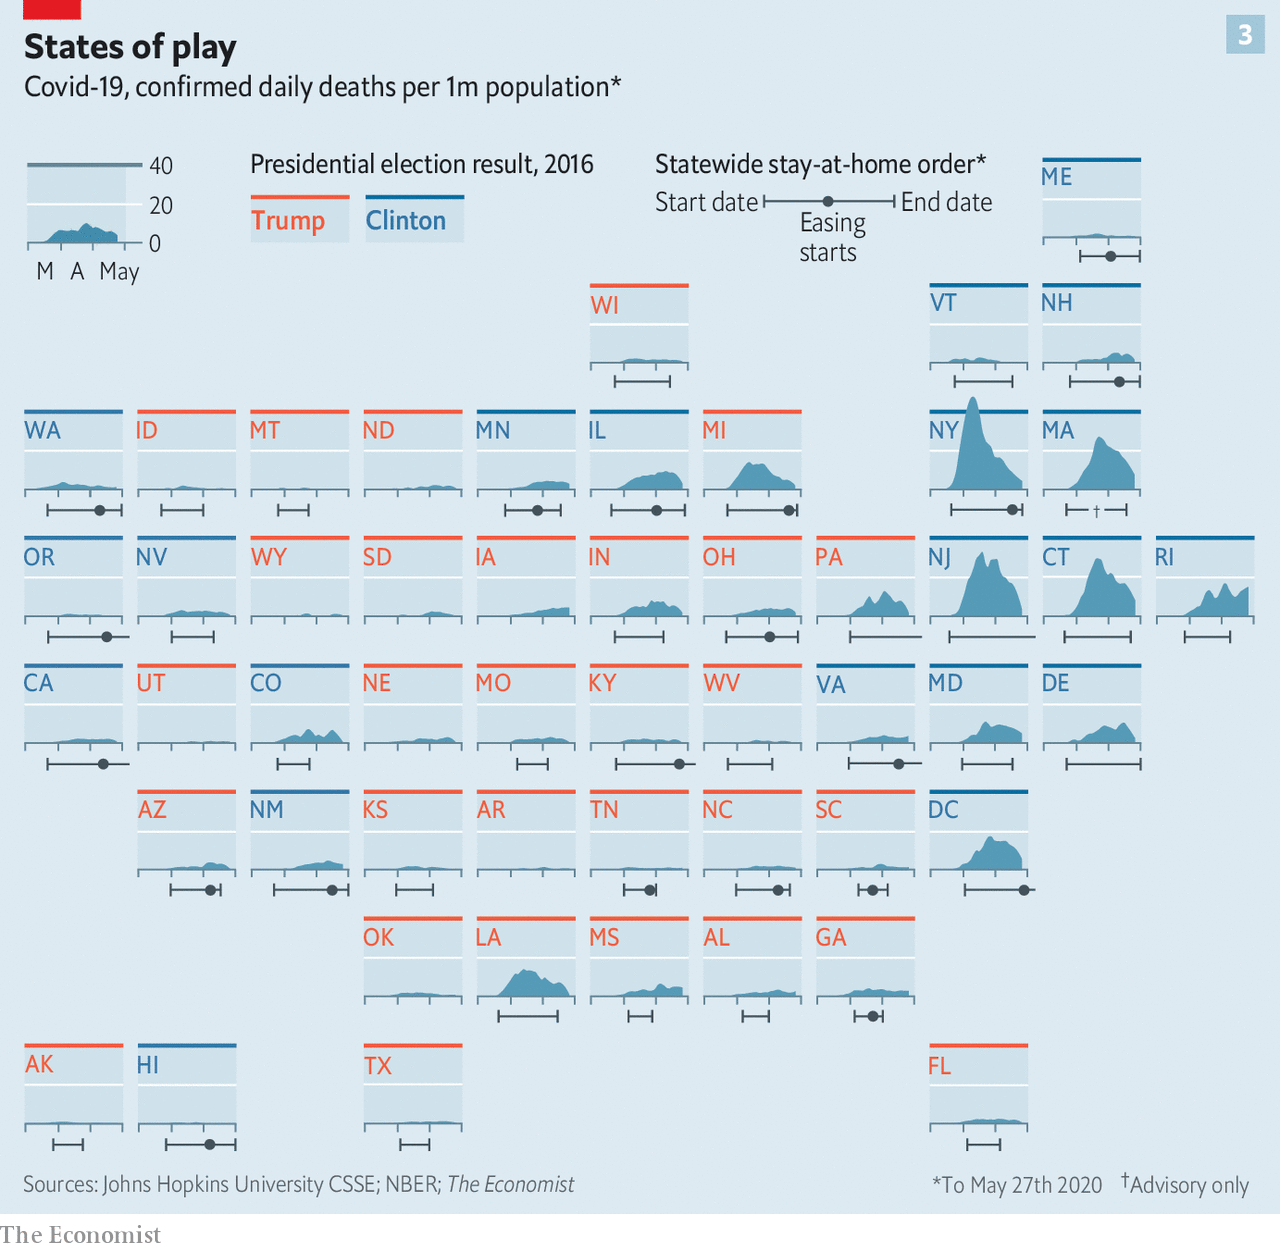 3
States of play
Covid-19, confirmed daily deaths per 1m population*
40
20
0
M A May
Presidential election result, 2016
Trump Clinton
Statewide stay-at-home order*
Start date End date
Easing
starts
ME
WI VT NH
WA ID MT ND MN IL MI NY MA
†
OR NV WY SD IA IN OH PA NJ CT RI
CA UT CO NE MO KY WV VA MD DE
AZ NM KS AR TN NC SC DC
OK LA MS AL GA
AK HI TX FL
Sources: Johns Hopkins University CSSE; NBER; The Economist
*To May 27th 2020 †Advisory only
The Economist